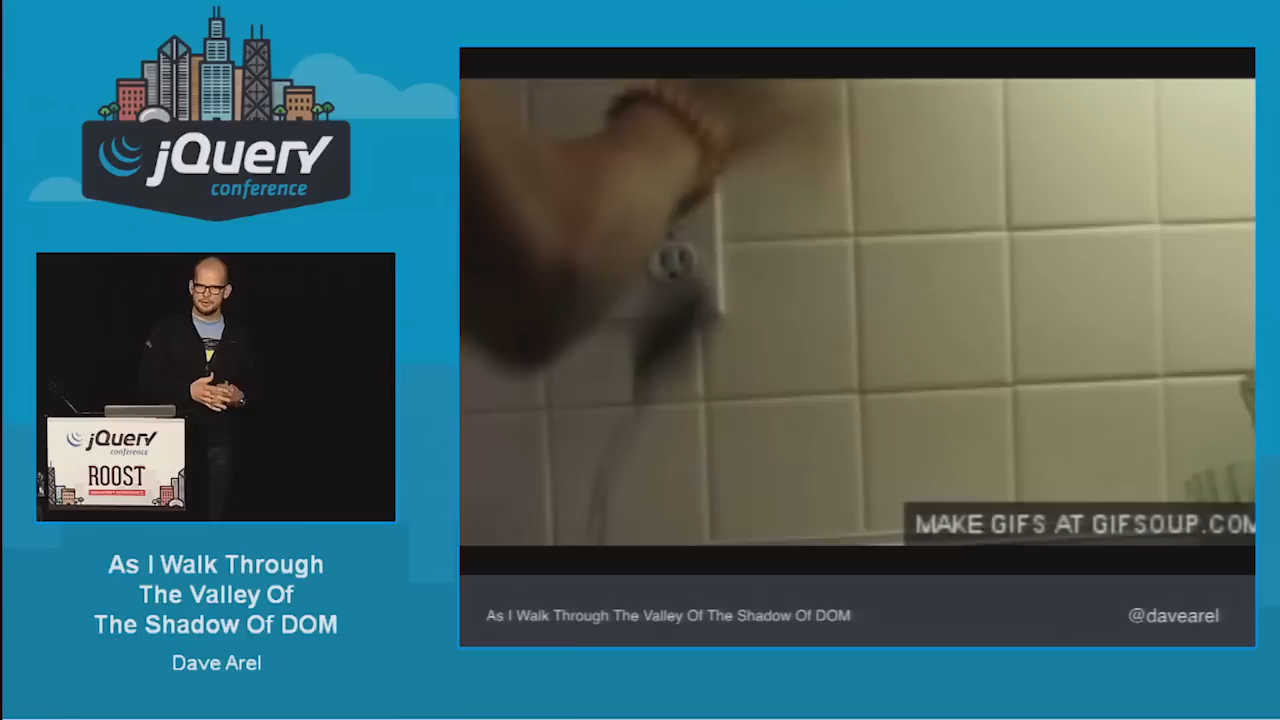 jQuery
conference
jQuery
conference
ROOST
As I Walk Through
The Valley Of
The Shadow Of DOM
Dave Arel
MAKE GIFS AT GIFSOUP.COM
As I Walk Through The Valley Of The Shadow Of DOM
@davearel